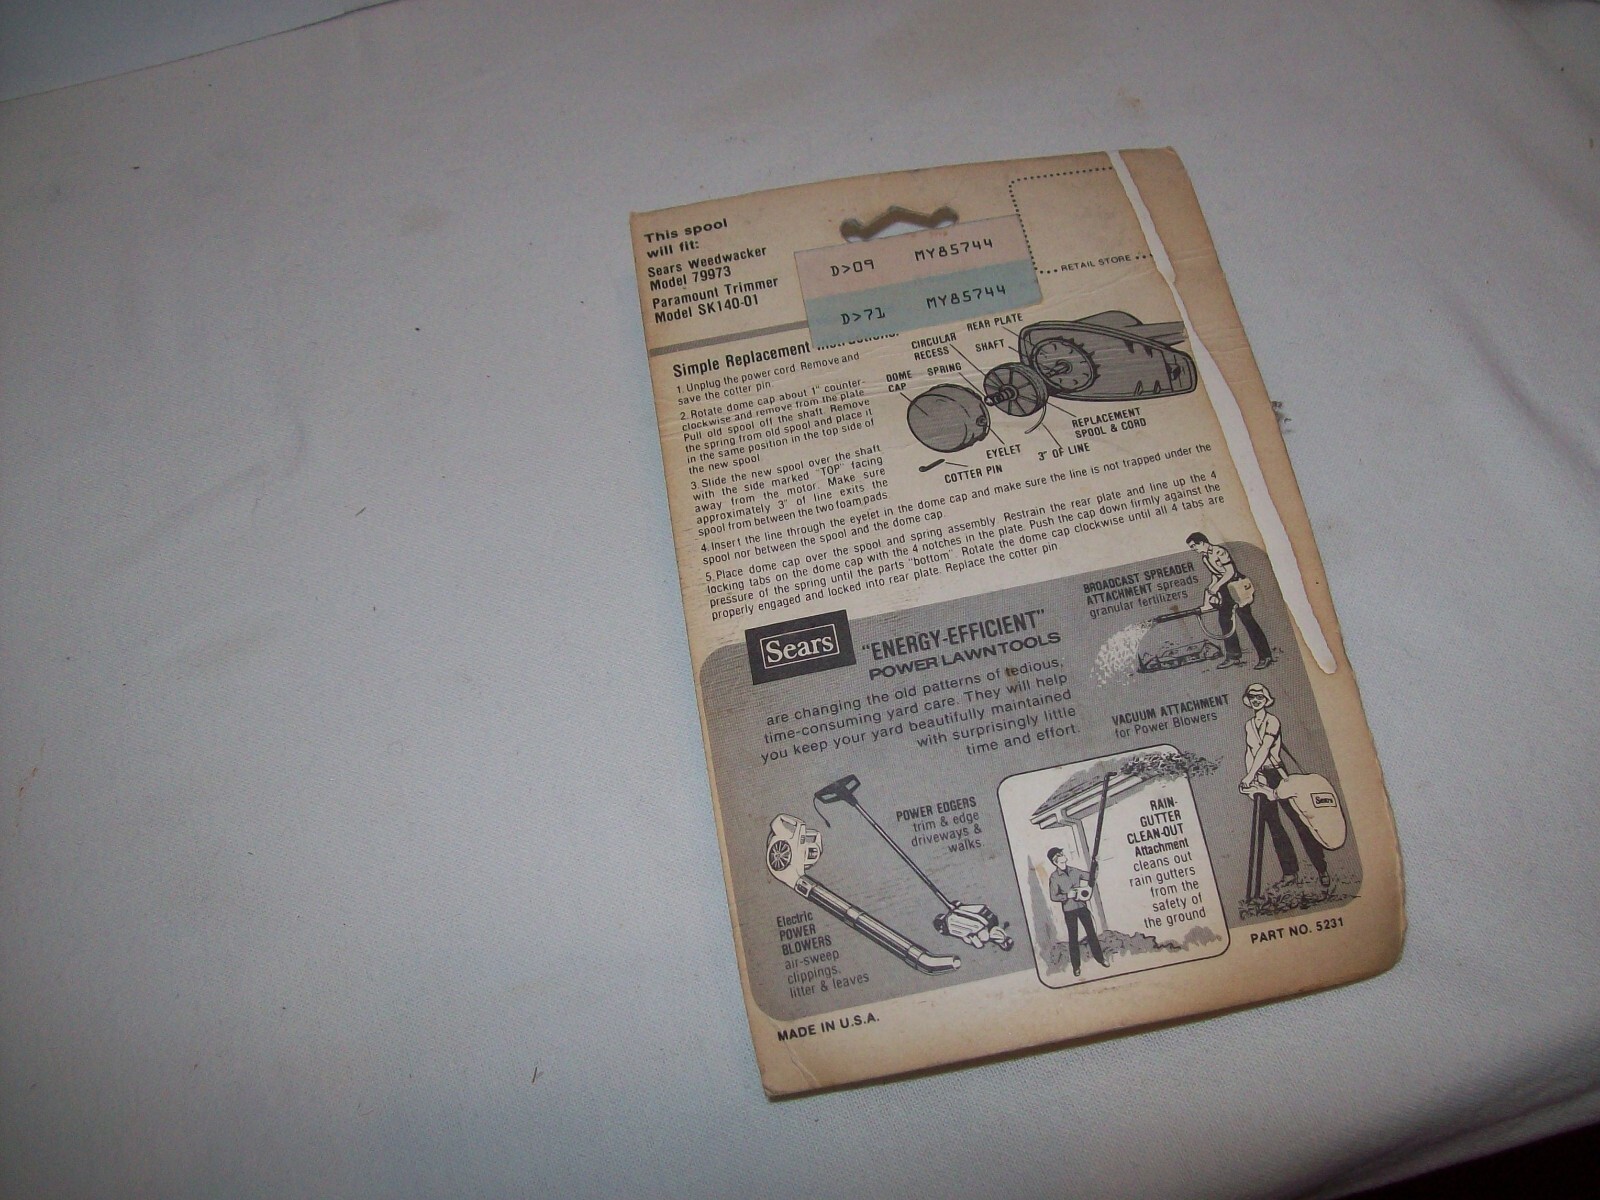 This spool
will fit:
Sears Weedwacker
Model 79973
Paramount Trimmer
Model SK140-01
D>09 MY85744
D>71 MY85744
RETAIL STORE
Simple Replacement Instructions:
1. Unplug the power cord. Remove and
save the cotter pin.
2. Rotate dome cap about 1" counter-
clockwise and remove from the plate
Pull old spool off the shaft. Remove
the spring from old spool and place it
in the same position in the top side of
the new spool.
3. Slide the new spool over the shaft
with the side marked "TOP" facing
away from the motor. Make sure
approximately 3" of line exits the
spool from between the two foam pads.
4. Insert the line through the eyelet in the dome cap and make sure the line is not trapped under the
spool nor between the spool and the dome cap.
5. Place dome cap over the spool and spring assembly. Restrain the rear plate and line up the 4
locking tabs on the dome cap with the 4 notches in the plate. Push the cap down firmly against the
pressure of the spring until the parts "bottom". Rotate the dome cap clockwise until all 4 tabs are
properly engaged and locked into rear plate. Replace the cotter pin.
REAR PLATE
CIRCULAR
RECESS
SHAFT
DOME
CAP
SPRING
REPLACEMENT
SPOOL & CORD
EYELET
3" OF LINE
COTTER PIN
Sears
"ENERGY-EFFICIENT"
POWER LAWN TOOLS
are changing the old patterns of tedious,
time-consuming yard care. They will help
you keep your yard beautifully maintained
with surprisingly little
time and effort.
BROADCAST SPREADER
ATTACHMENT spreads
granular fertilizers
VACUUM ATTACHMENT
for Power Blowers
Sears
POWER EDGERS
trim & edge
driveways &
walks.
RAIN-
GUTTER
CLEAN-OUT
Attachment
cleans out
rain gutters
from the
safety of
the ground
Electric
POWER
BLOWERS
air-sweep
clippings,
litter & leaves
PART NO. 5231
MADE IN U.S.A.